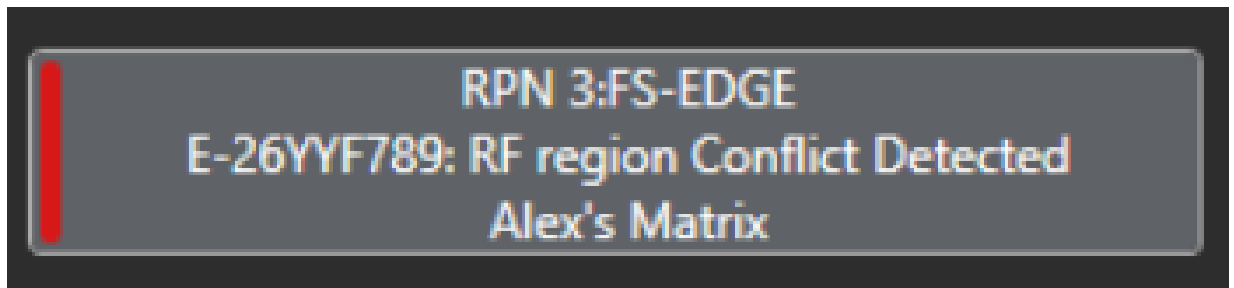 RPN 3:FS-EDGE
E-26YYF789: RF region Conflict Detected
Alex's Matrix